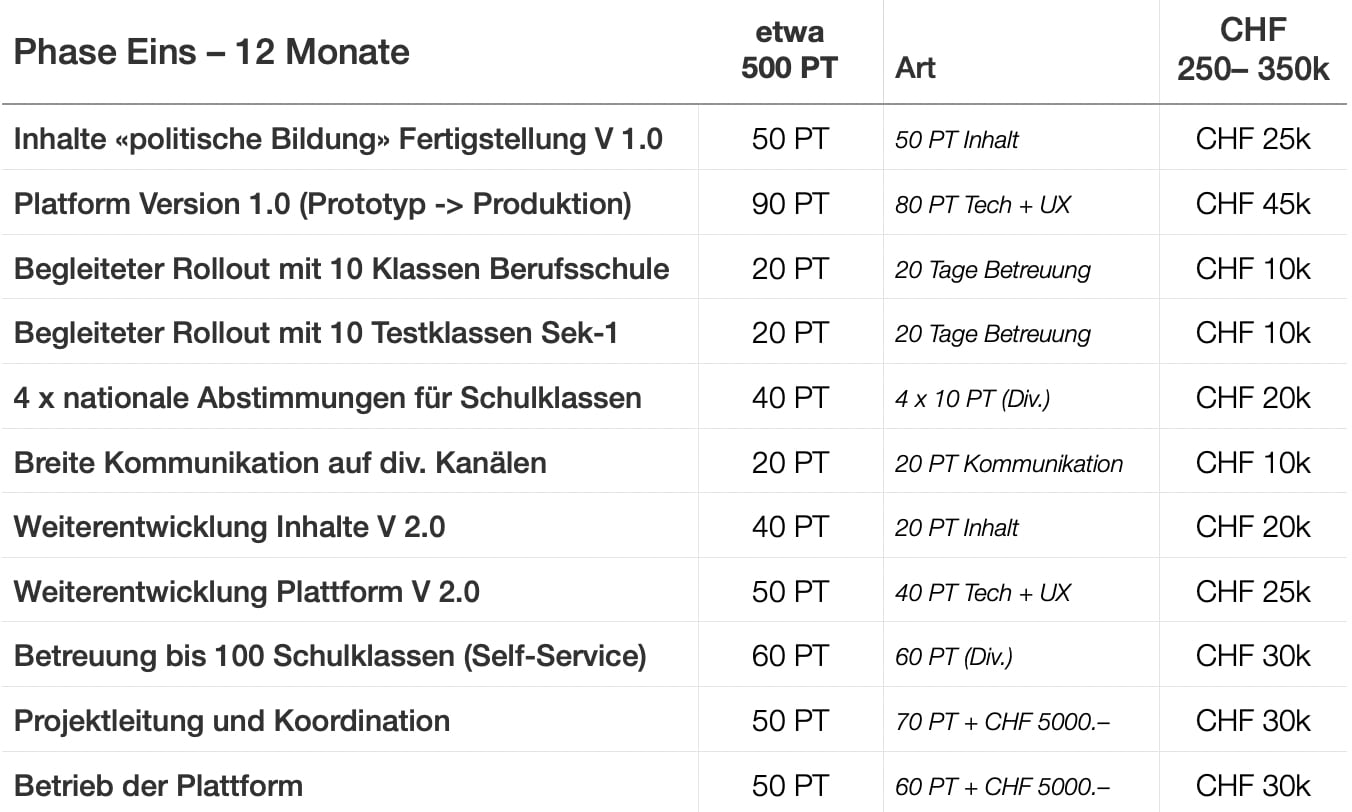 Phase Eins – 12 Monate
etwa
500 PT
Art
CHF
250– 350k
Inhalte «politische Bildung» Fertigstellung V 1.0 50 PT 50 PT Inhalt CHF 25k
Platform Version 1.0 (Prototyp -> Produktion) 90 PT 80 PT Tech + UX CHF 45k
Begleiteter Rollout mit 10 Klassen Berufsschule 20 PT 20 Tage Betreuung CHF 10k
Begleiteter Rollout mit 10 Testklassen Sek-1 20 PT 20 Tage Betreuung CHF 10k
4 x nationale Abstimmungen für Schulklassen 40 PT 4 x 10 PT (Div.) CHF 20k
Breite Kommunikation auf div. Kanälen 20 PT 20 PT Kommunikation CHF 10k
Weiterentwicklung Inhalte V 2.0 40 PT 20 PT Inhalt CHF 20k
Weiterentwicklung Plattform V 2.0 50 PT 40 PT Tech + UX CHF 25k
Betreuung bis 100 Schulklassen (Self-Service) 60 PT 60 PT (Div.) CHF 30k
Projektleitung und Koordination 50 PT 70 PT + CHF 5000.– CHF 30k
Betrieb der Plattform 50 PT 60 PT + CHF 5000.– CHF 30k